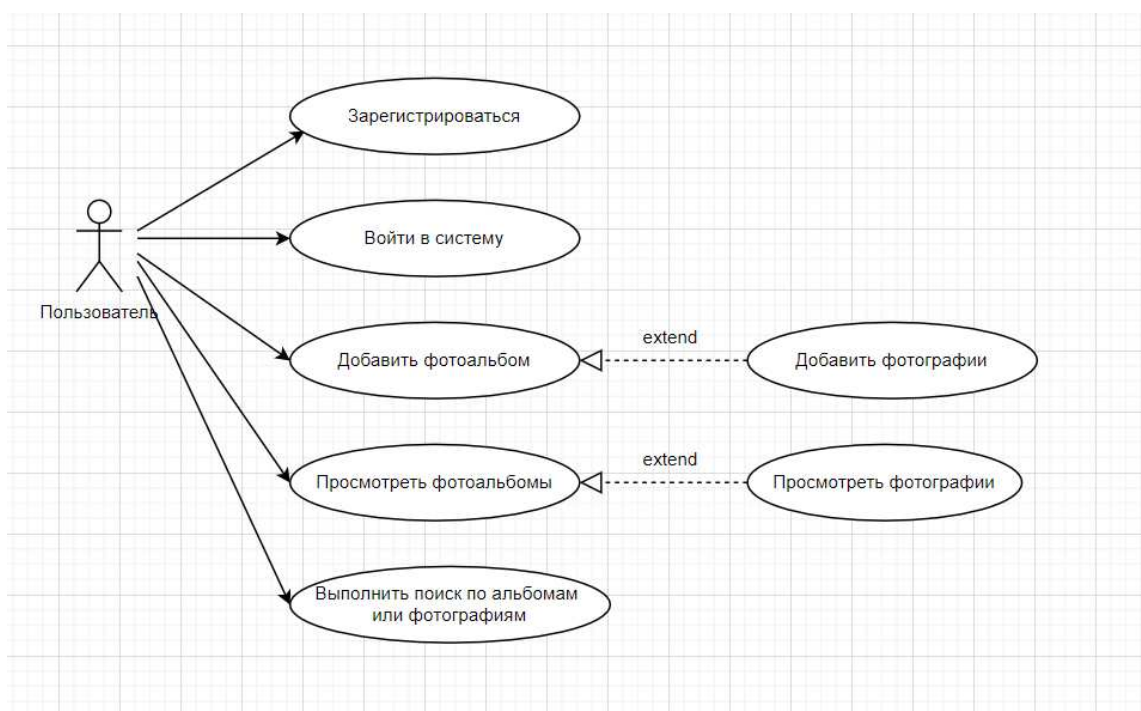 Зарегистрироваться
Войти в систему
Пользователь
extend
Добавить фотоальбом
Добавить фотографии
extend
Просмотреть фотоальбомы
Просмотреть фотографии
Выполнить поиск по альбомам
или фотографиям